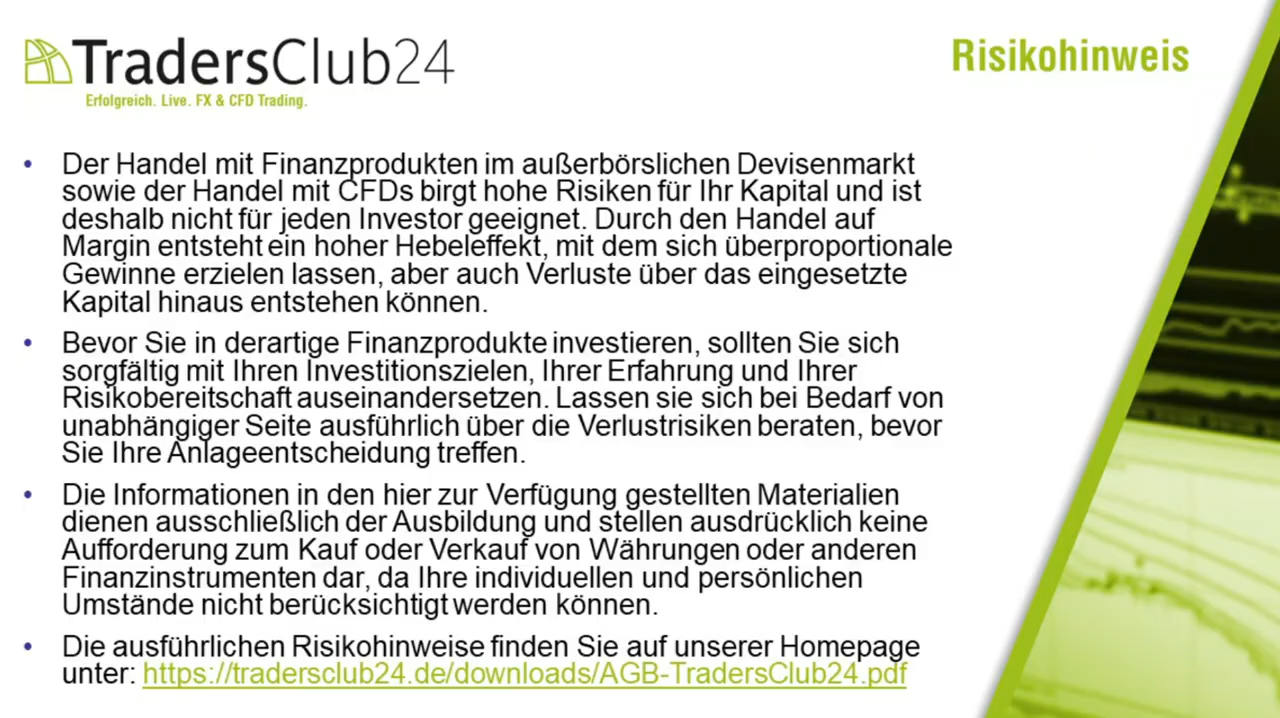 TradersClub24
Erfolgreich. Live. FX & CFD Trading.
Risikohinweis
• Der Handel mit Finanzprodukten im außerbörslichen Devisenmarkt
sowie der Handel mit CFDs birgt hohe Risiken für Ihr Kapital und ist
deshalb nicht für jeden Investor geeignet. Durch den Handel auf
Margin entsteht ein hoher Hebeleffekt, mit dem sich überproportionale
Gewinne erzielen lassen, aber auch Verluste über das eingesetzte
Kapital hinaus entstehen können.
• Bevor Sie in derartige Finanzprodukte investieren, sollten Sie sich
sorgfältig mit Ihren Investitionszielen, Ihrer Erfahrung und Ihrer
Risikobereitschaft auseinandersetzen. Lassen sie sich bei Bedarf von
unabhängiger Seite ausführlich über die Verlustrisiken beraten, bevor
Sie Ihre Anlageentscheidung treffen.
• Die Informationen in den hier zur Verfügung gestellten Materialien
dienen ausschließlich der Ausbildung und stellen ausdrücklich keine
Aufforderung zum Kauf oder Verkauf von Währungen oder anderen
Finanzinstrumenten dar, da Ihre individuellen und persönlichen
Umstände nicht berücksichtigt werden können.
• Die ausführlichen Risikohinweise finden Sie auf unserer Homepage
unter: https://tradersclub24.de/downloads/AGB-TradersClub24.pdf